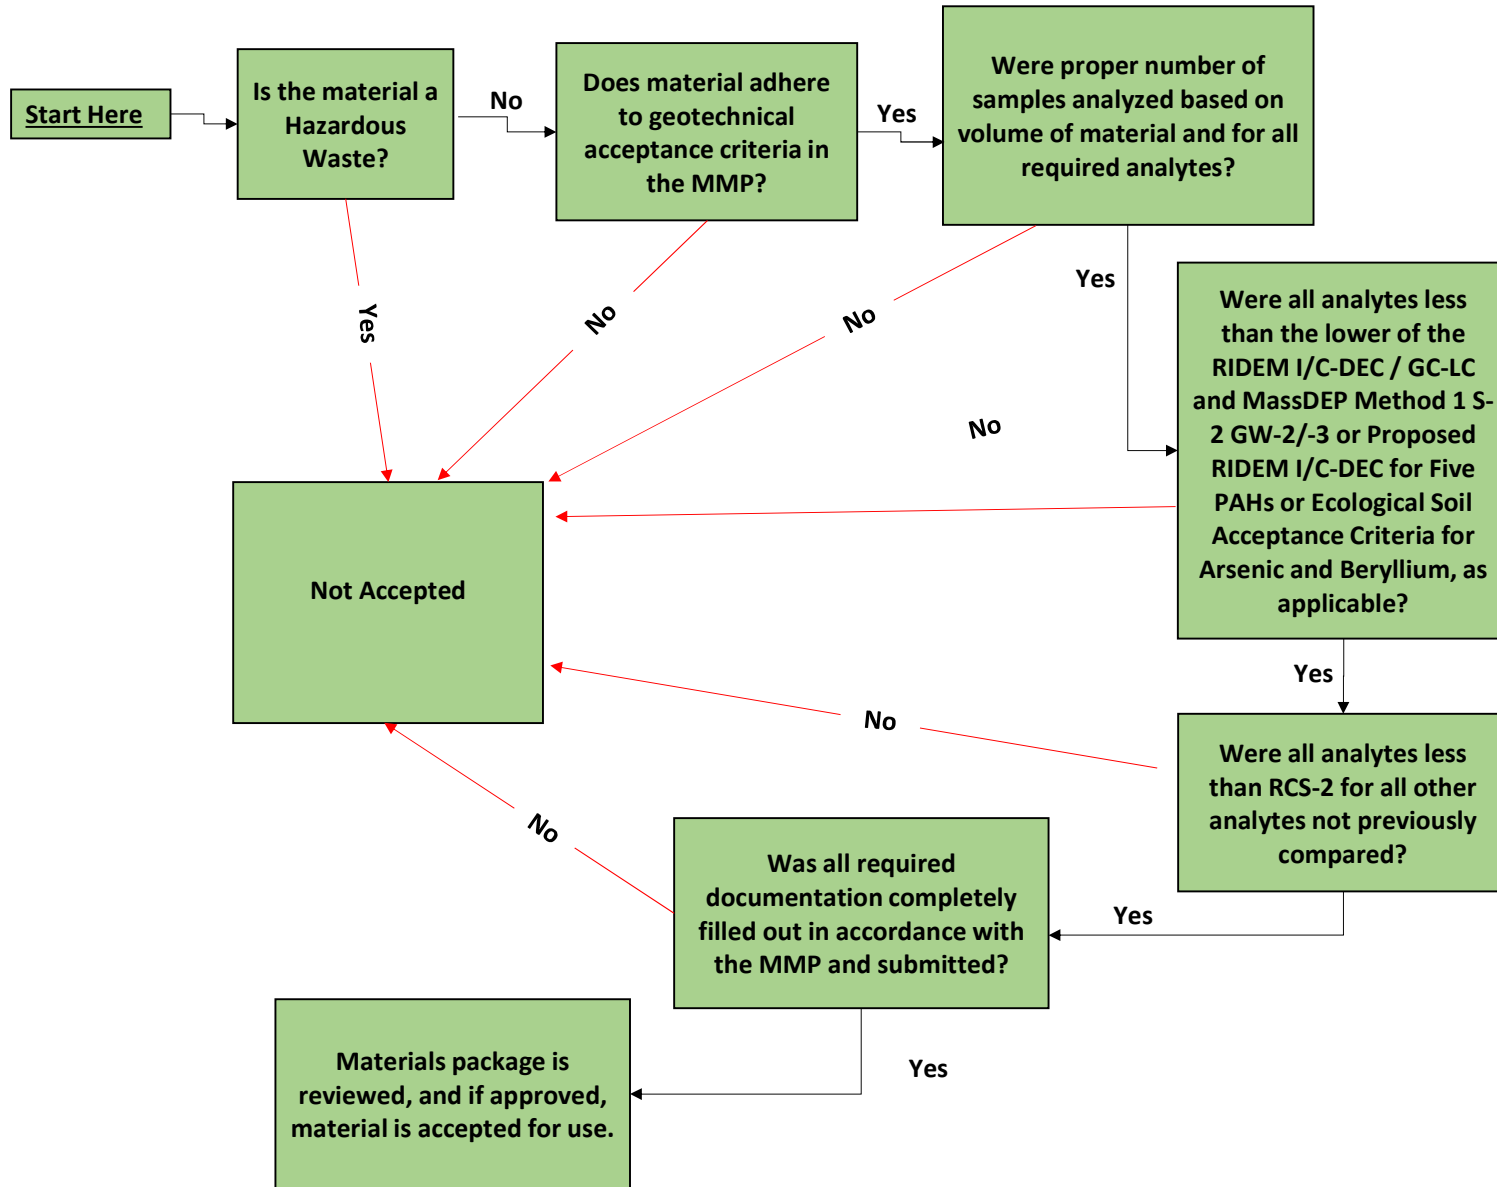 Start Here
Is the material a
Hazardous
Waste?
No
Does material adhere
to geotechnical
acceptance criteria in
the MMP?
Yes
Were proper number of
samples analyzed based on
volume of material and for all
required analytes?
Yes
No
No
Yes
Were all analytes less
than the lower of the
RIDEM I/C-DEC / GC-LC
and MassDEP Method 1 S-
2 GW-2/-3 or Proposed
RIDEM I/C-DEC for Five
PAHs or Ecological Soil
Acceptance Criteria for
Arsenic and Beryllium, as
applicable?
No
Not Accepted
Yes
No
Were all analytes less
than RCS-2 for all other
analytes not previously
compared?
No
Yes
Was all required
documentation completely
filled out in accordance with
the MMP and submitted?
Yes
Materials package is
reviewed, and if approved,
material is accepted for use.